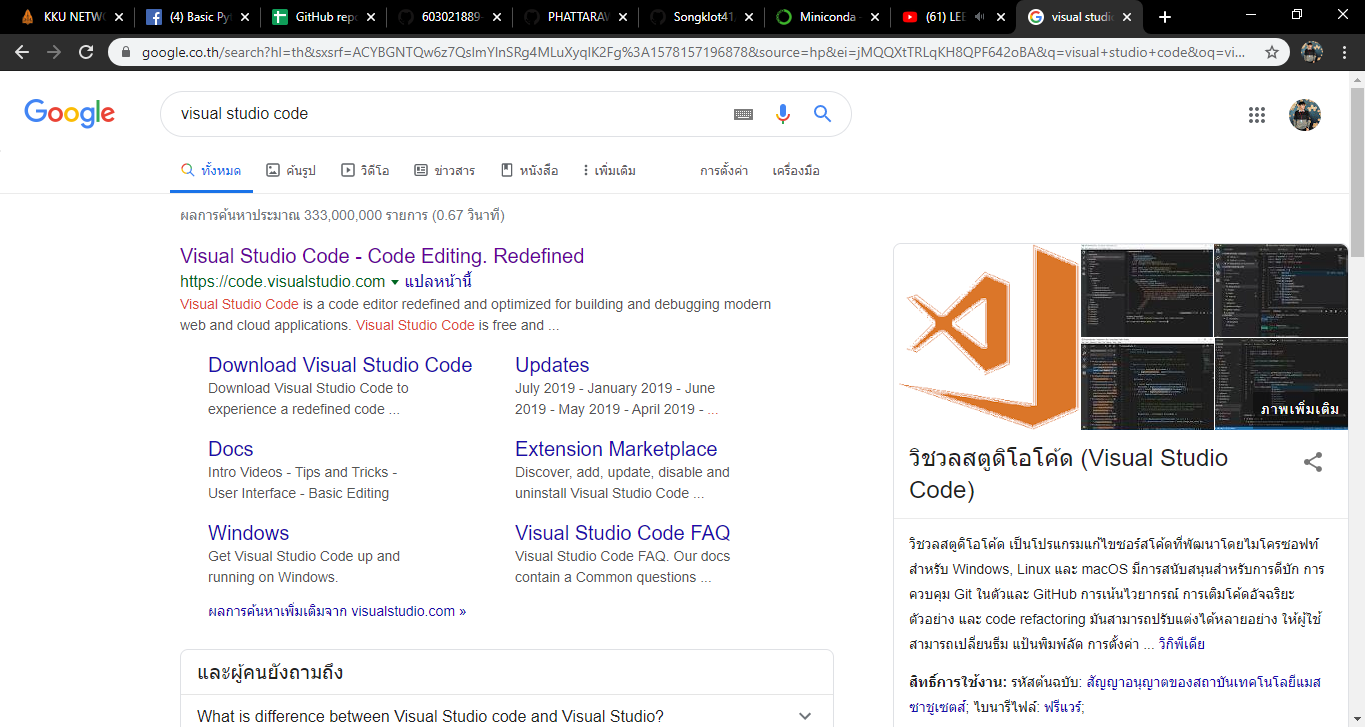 KKU NETWO
(4) Basic Pyt
GitHub repo
603021889
PHATTARAW
Songklot41
Miniconda
(61) LEE
visual studio
google.co.th/search?hl=th&sxsrf=ACYBGNTQw6z7QsImYlnSRg4MLuXyqIK2Fg%3A1578157196878&source=hp&ei=jMQQXtTRLqKH8QPF642oBA&q=visual+studio+code&oq=vi...
Google
visual studio code
ทั้งหมด
ค้นรูป
วิดีโอ
ข่าวสาร
หนังสือ
เพิ่มเติม
การตั้งค่า
เครื่องมือ
ผลการค้นหาประมาณ 333,000,000 รายการ (0.67 วินาที)
Visual Studio Code - Code Editing. Redefined
https://code.visualstudio.com ▾ แปลหน้านี้
Visual Studio Code is a code editor redefined and optimized for building and debugging modern
web and cloud applications. Visual Studio Code is free and ...
Download Visual Studio Code
Download Visual Studio Code to
experience a redefined code ...
Updates
July 2019 - January 2019 - June
2019 - May 2019 - April 2019 - ...
Docs
Intro Videos - Tips and Tricks -
User Interface - Basic Editing
Extension Marketplace
Discover, add, update, disable and
uninstall Visual Studio Code ...
Windows
Get Visual Studio Code up and
running on Windows.
Visual Studio Code FAQ
Visual Studio Code FAQ. Our docs
contain a Common questions ...
ผลการค้นหาเพิ่มเติมจาก visualstudio.com »
และผู้คนยังถามถึง
What is difference between Visual Studio code and Visual Studio?
ภาพเพิ่มเติม
วิชวลสตูดิโอโค้ด (Visual Studio
Code)
วิชวลสตูดิโอโค้ด เป็นโปรแกรมแก้ไขซอร์สโค้ดที่พัฒนาโดยไมโครซอฟท์
สำหรับ Windows, Linux และ macOS มีการสนับสนุนสำหรับการดีบัก การ
ควบคุม Git ในตัวและ GitHub การเน้นไวยากรณ์ การเติมโค้ดอัจฉริยะ
ตัวอย่าง และ code refactoring มันสามารถปรับแต่งได้หลายอย่าง ให้ผู้ใช้
สามารถเปลี่ยนธีม แป้นพิมพ์ลัด การตั้งค่า ... วิกิพีเดีย
สิทธิ์การใช้งาน: รหัสต้นฉบับ: สัญญาอนุญาตของสถาบันเทคโนโลยีแมส
ซาชูเซตส์; ไบนารีไฟล์: ฟรีแวร์;